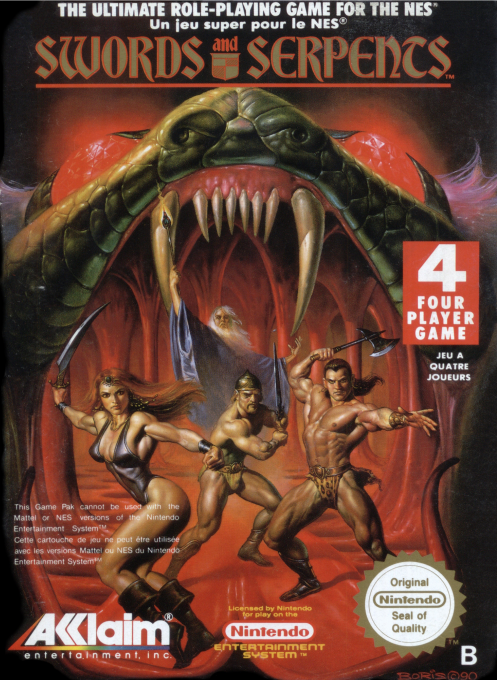 THE ULTIMATE ROLE-PLAYING GAME FOR THE NES®
Un jeu super pour le NES®
SWORDS and SERPENTS™
4
FOUR
PLAYER
GAME
JEU A
QUATRE
JOUEURS
This Game Pak cannot be used with the
Mattel or NES versions of the Nintendo
Entertainment System™.
Cette cartouche de jeu ne peut être utilisée
avec les versions Mattel ou NES du Nintendo
Entertainment System™
AKlaim®
entertainment, inc.
Licensed by Nintendo
for play on the
Nintendo
ENTERTAINMENT
SYSTEM™
Original
Nintendo
Seal of
Quality
™
B
BORIS©90